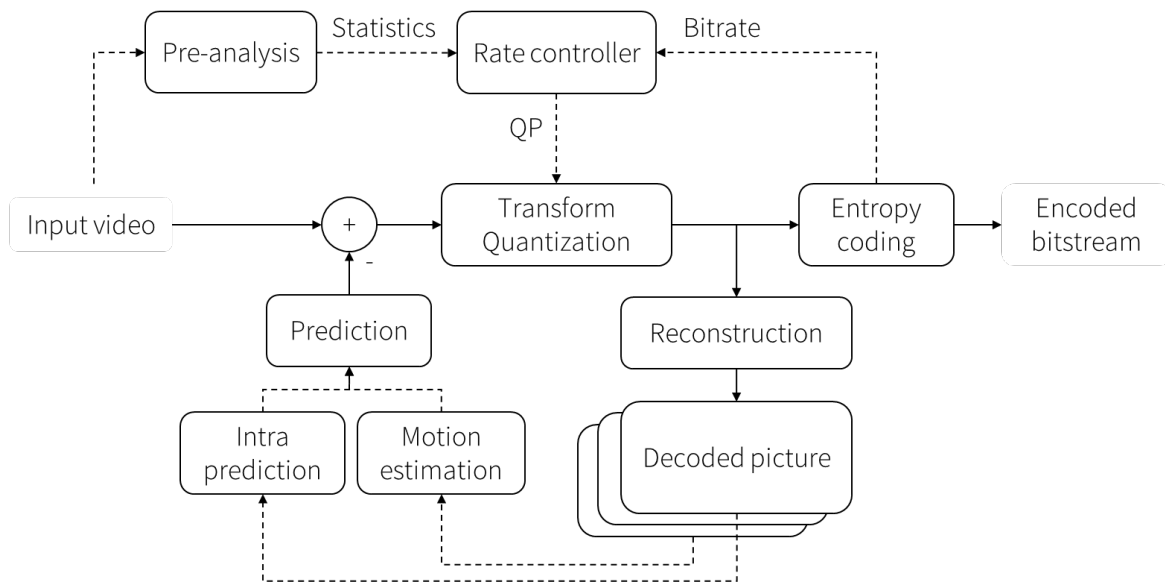 Statistics
Bitrate
Pre-analysis
Rate controller
QP
Input video
+
Transform
Quantization
Entropy
coding
Encoded
bitstream
-
Prediction
Reconstruction
Intra
prediction
Motion
estimation
Decoded picture